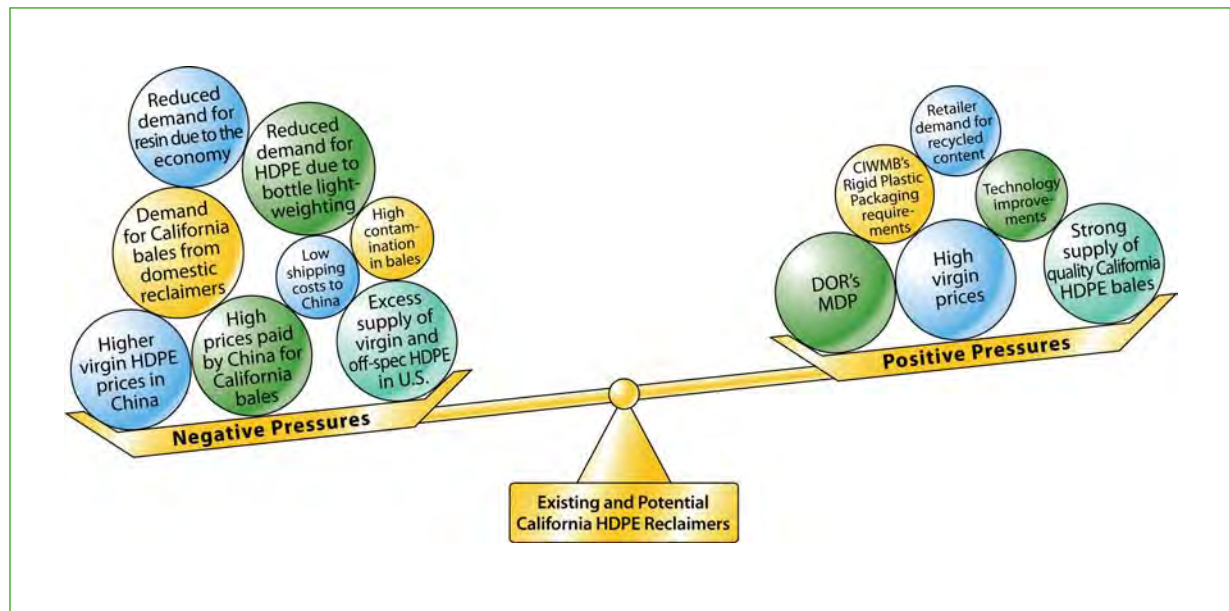 Reduced
demand for
resin due to the
economy
Reduced
demand for
HDPE due to
bottle light-
weighting
Demand
for California
bales from
domestic
reclaimers
High
contam-
ination
in bales
Low
shipping
costs to
China
Higher
virgin HDPE
prices in
China
High
prices paid
by China for
California
bales
Excess
supply of
virgin and
off-spec HDPE
in U.S.
Negative Pressures
Retailer
demand for
recycled
content
CIWMB's
Rigid Plastic
Packaging
require-
ments
Technology
improve-
ments
DOR's
MDP
High
virgin
prices
Strong
supply of
quality California
HDPE bales
Positive Pressures
Existing and Potential
California HDPE Reclaimers